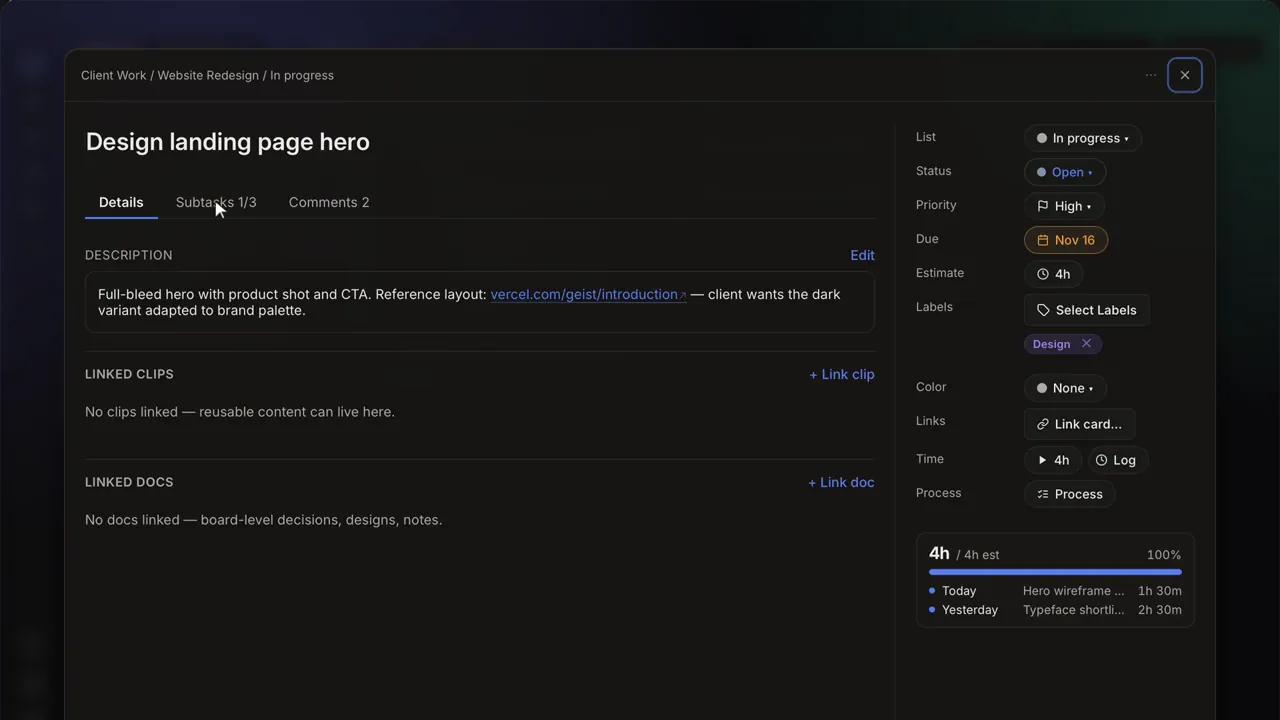 Client Work / Website Redesign / In progress
Design landing page hero
Details
Subtasks 1/3
Comments 2
DESCRIPTION
Edit
Full-bleed hero with product shot and CTA. Reference layout: vercel.com/geist/introduction↗ — client wants the dark
variant adapted to brand palette.
LINKED CLIPS
+ Link clip
No clips linked — reusable content can live here.
LINKED DOCS
+ Link doc
No docs linked — board-level decisions, designs, notes.
List
In progress
Status
Open
Priority
High
Due
Nov 16
Estimate
4h
Labels
Select Labels
Design
Color
None
Links
Link card...
Time
4h
Log
Process
Process
4h / 4h est
100%
Today
Hero wireframe ...
1h 30m
Yesterday
Typeface shortli...
2h 30m